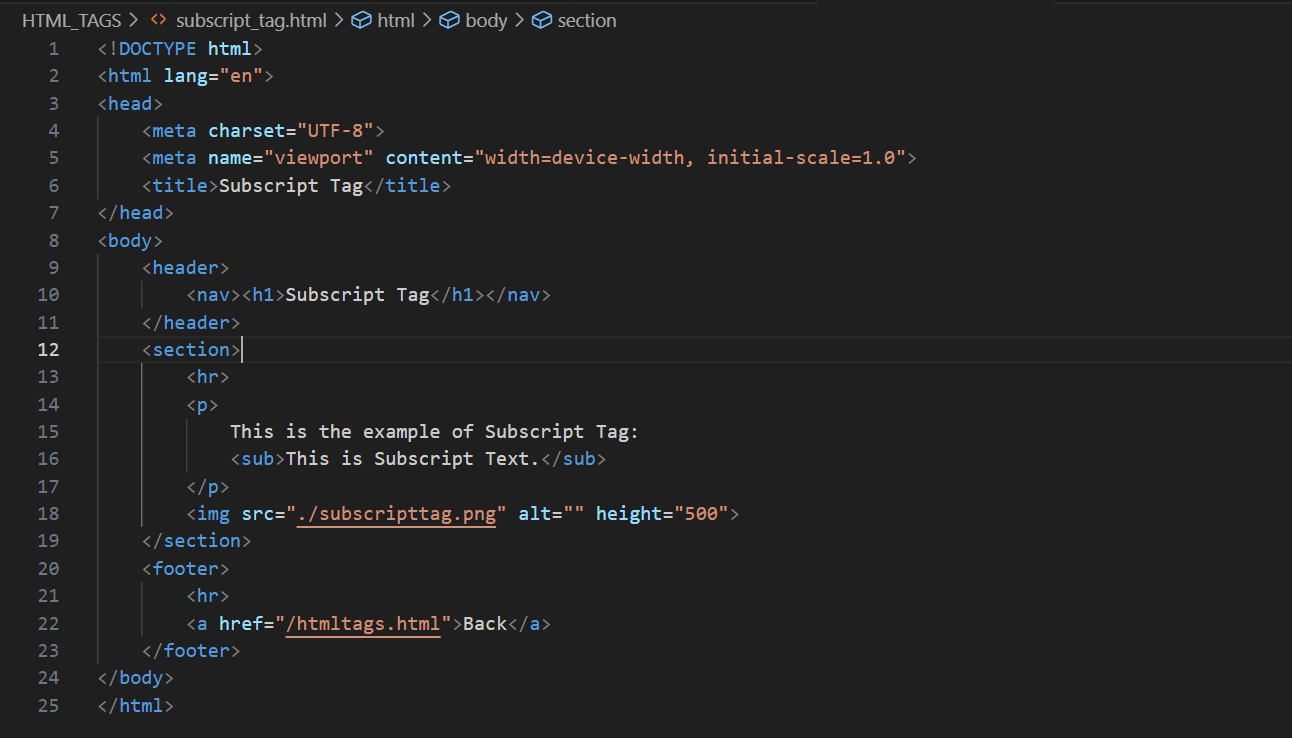 HTML_TAGS > <> subscript_tag.html > html > body > section
1 <!DOCTYPE html>
2 <html lang="en">
3 <head>
4     <meta charset="UTF-8">
5     <meta name="viewport" content="width=device-width, initial-scale=1.0">
6     <title>Subscript Tag</title>
7 </head>
8 <body>
9     <header>
10         <nav><h1>Subscript Tag</h1></nav>
11     </header>
12     <section>
13         <hr>
14         <p>
15             This is the example of Subscript Tag:
16             <sub>This is Subscript Text.</sub>
17         </p>
18         <img src="./subscripttag.png" alt="" height="500">
19     </section>
20     <footer>
21         <hr>
22         <a href="/htmltags.html">Back</a>
23     </footer>
24 </body>
25 </html>